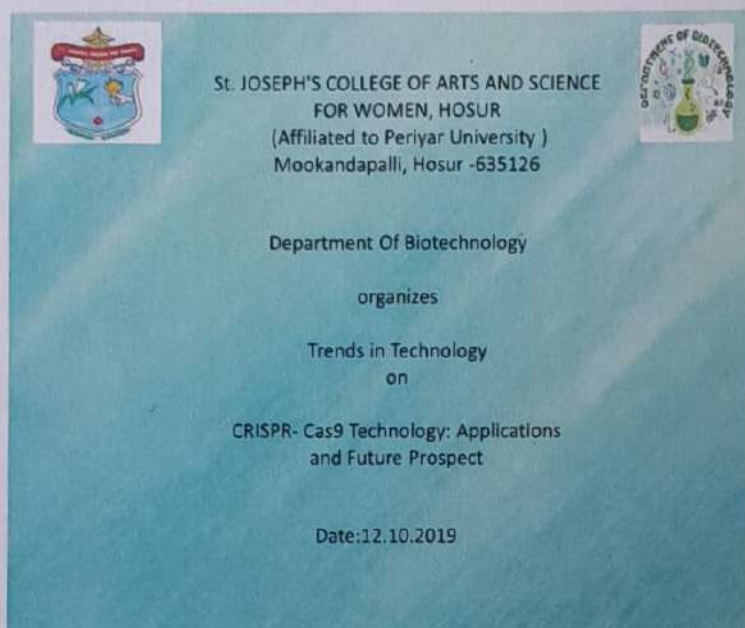 St. JOSEPH'S COLLEGE OF ARTS AND SCIENCE
FOR WOMEN, HOSUR
(Affiliated to Periyar University )
Mookandapalli, Hosur -635126
DEPARTMENT OF BIOTECHNOLOGY
Department Of Biotechnology
organizes
Trends in Technology
on
CRISPR- Cas9 Technology: Applications
and Future Prospect
Date:12.10.2019